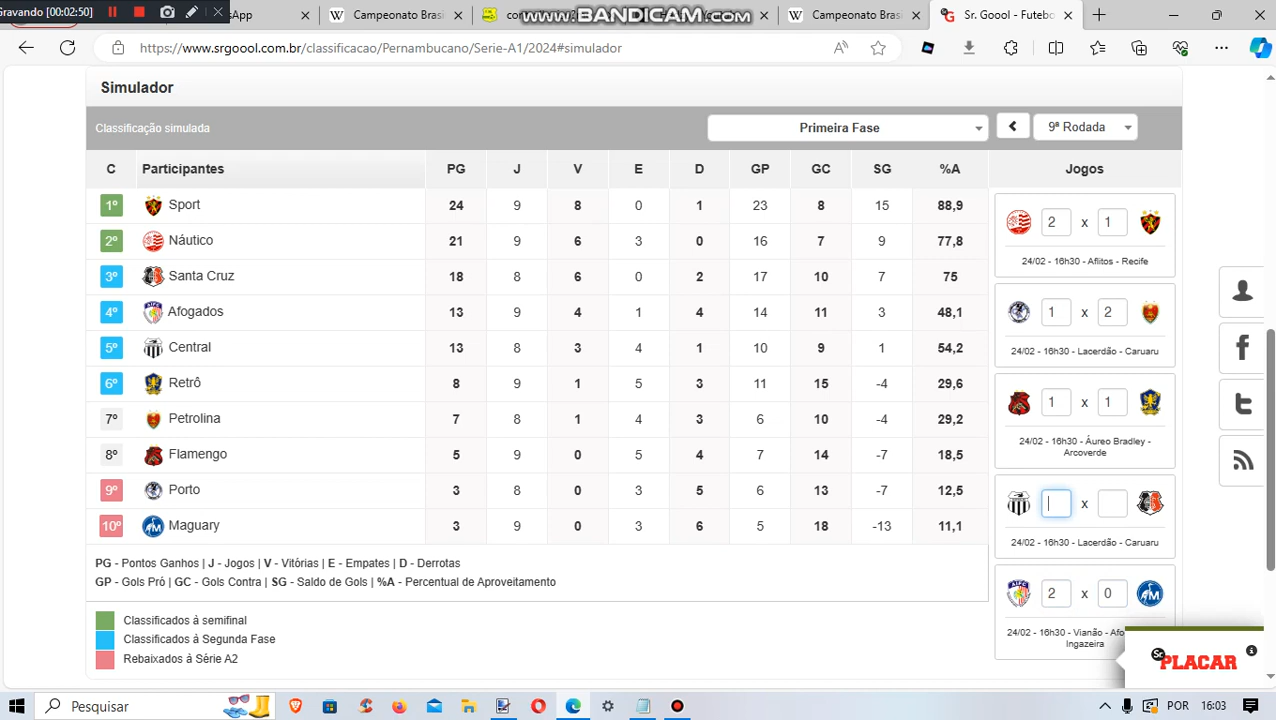 Gravando [00:02:50]
App
Campeonato Bras
Co
www.BANDICAM.com
Campeonato Bras
Sr. Goool - Futebo
https://www.srgoool.com.br/classificacao/Pernambucano/Serie-A1/2024#simulador
Simulador
Classificação simulada
Primeira Fase
9ª Rodada
C Participantes PG J V E D GP GC SG %A Jogos
1º Sport 24 9 8 0 1 23 8 15 88,9
2 x 1
24/02 - 16h30 - Aflitos - Recife
2º Náutico 21 9 6 3 0 16 7 9 77,8
3º Santa Cruz 18 8 6 0 2 17 10 7 75
4º Afogados 13 9 4 1 4 14 11 3 48,1
1 x 2
24/02 - 16h30 - Lacerdão - Caruaru
5º Central 13 8 3 4 1 10 9 1 54,2
6º Retrô 8 9 1 5 3 11 15 -4 29,6
1 x 1
24/02 - 16h30 - Áureo Bradley -
Arcoverde
7º Petrolina 7 8 1 4 3 6 10 -4 29,2
8º Flamengo 5 9 0 5 4 7 14 -7 18,5
9º Porto 3 8 0 3 5 6 13 -7 12,5
x
24/02 - 16h30 - Lacerdão - Caruaru
10º Maguary 3 9 0 3 6 5 18 -13 11,1
PG - Pontos Ganhos | J - Jogos | V - Vitórias | E - Empates | D - Derrotas
GP - Gols Pró | GC - Gols Contra | SG - Saldo de Gols | %A - Percentual de Aproveitamento
2 x 0
24/02 - 16h30 - Vianão - Afo
Ingazeira
Classificados à semifinal
Classificados à Segunda Fase
Rebaixados à Série A2
Sr. PLACAR
Pesquisar
POR 16:03